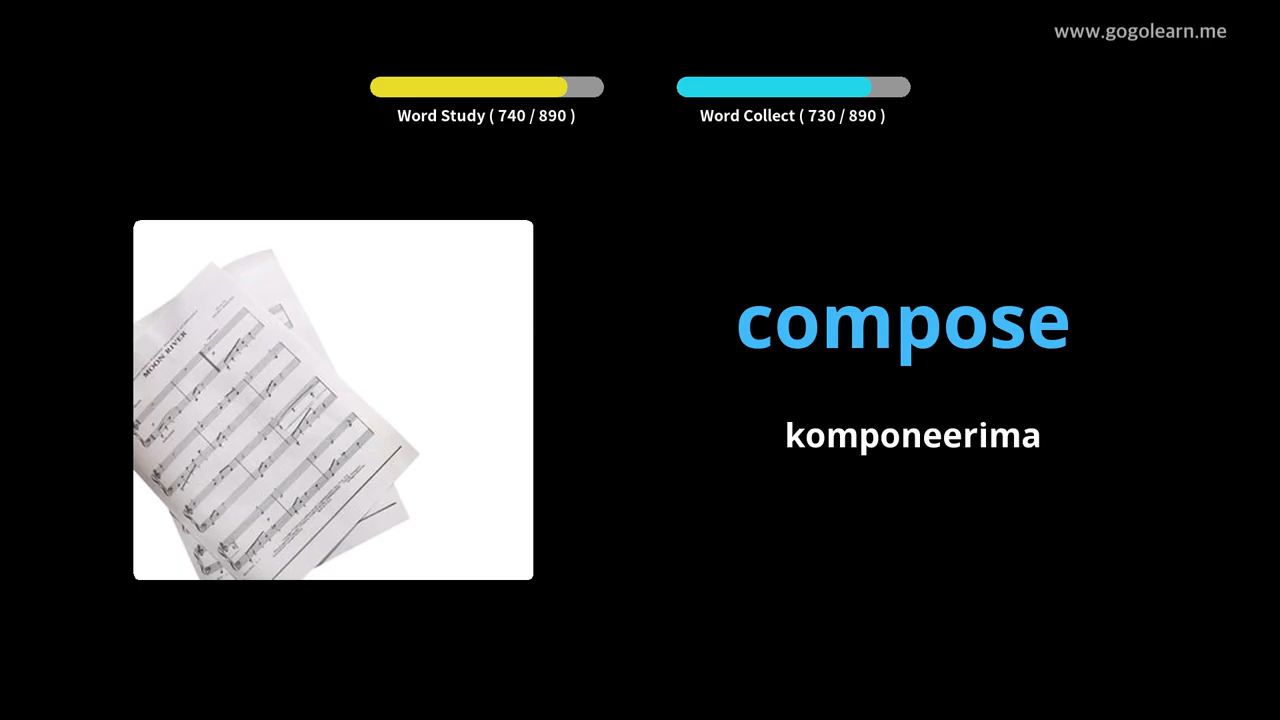 www.gogolearn.me
Word Study ( 740 / 890 )
Word Collect ( 730 / 890 )
MOON RIVER
compose
komponeerima